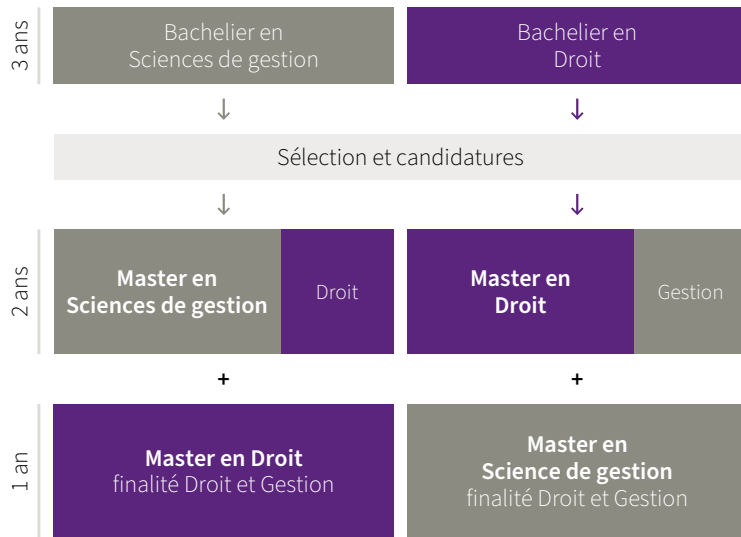 3 ans
Bachelier en
Sciences de gestion
Bachelier en
Droit
↓
↓
Sélection et candidatures
↓
↓
2 ans
Master en
Sciences de gestion
Droit
Master en
Droit
Gestion
+
+
1 an
Master en Droit
finalité Droit et Gestion
Master en
Science de gestion
finalité Droit et Gestion